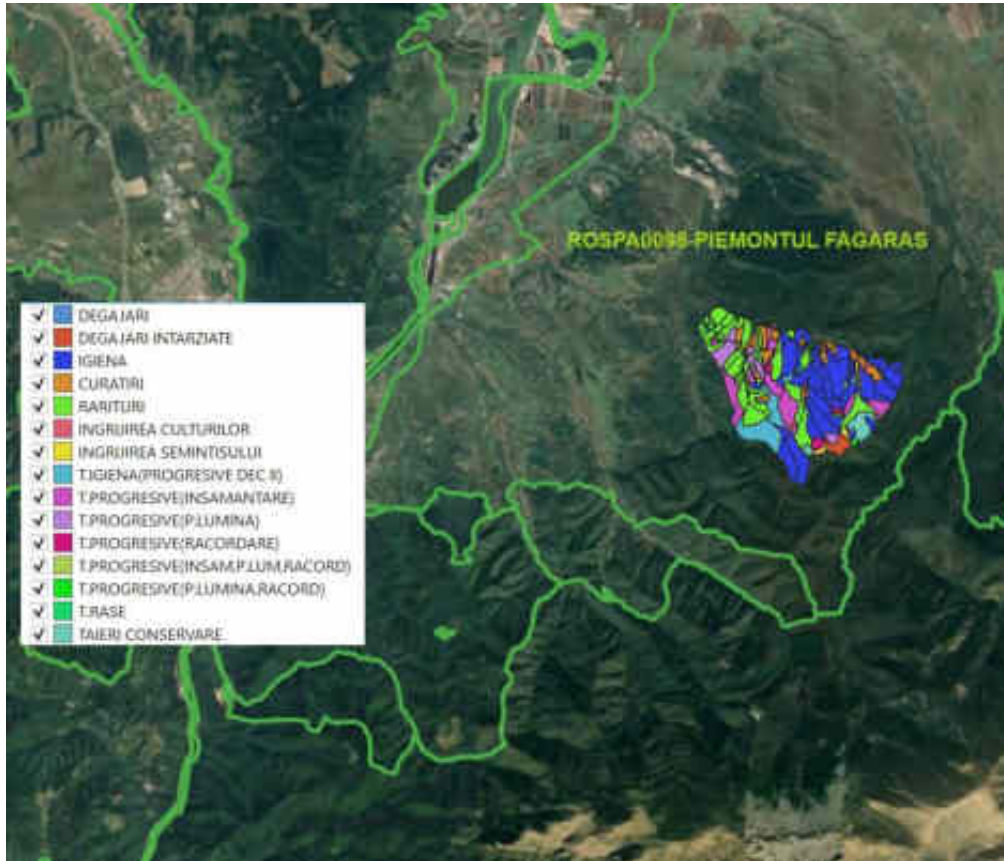 ROSPA0098-PIEMONTUL FAGARAS
DEGAJARI
DEGAJARI INTARZIATE
IGIENA
CURATIRI
RARITURI
INGRIJIREA CULTURILOR
INGRIJIREA SEMINTISULUI
T.IGIENA(PROGRESIVE DEC II)
T.PROGRESIVE(INSAMANTARE)
T.PROGRESIVE(P.LUMINA)
T.PROGRESIVE(RACORDARE)
T.PROGRESIVE(INSAM,P.LUM,RACORD)
T.PROGRESIVE(P.LUMINA,RACORD)
T.RASE
TAIERI CONSERVARE